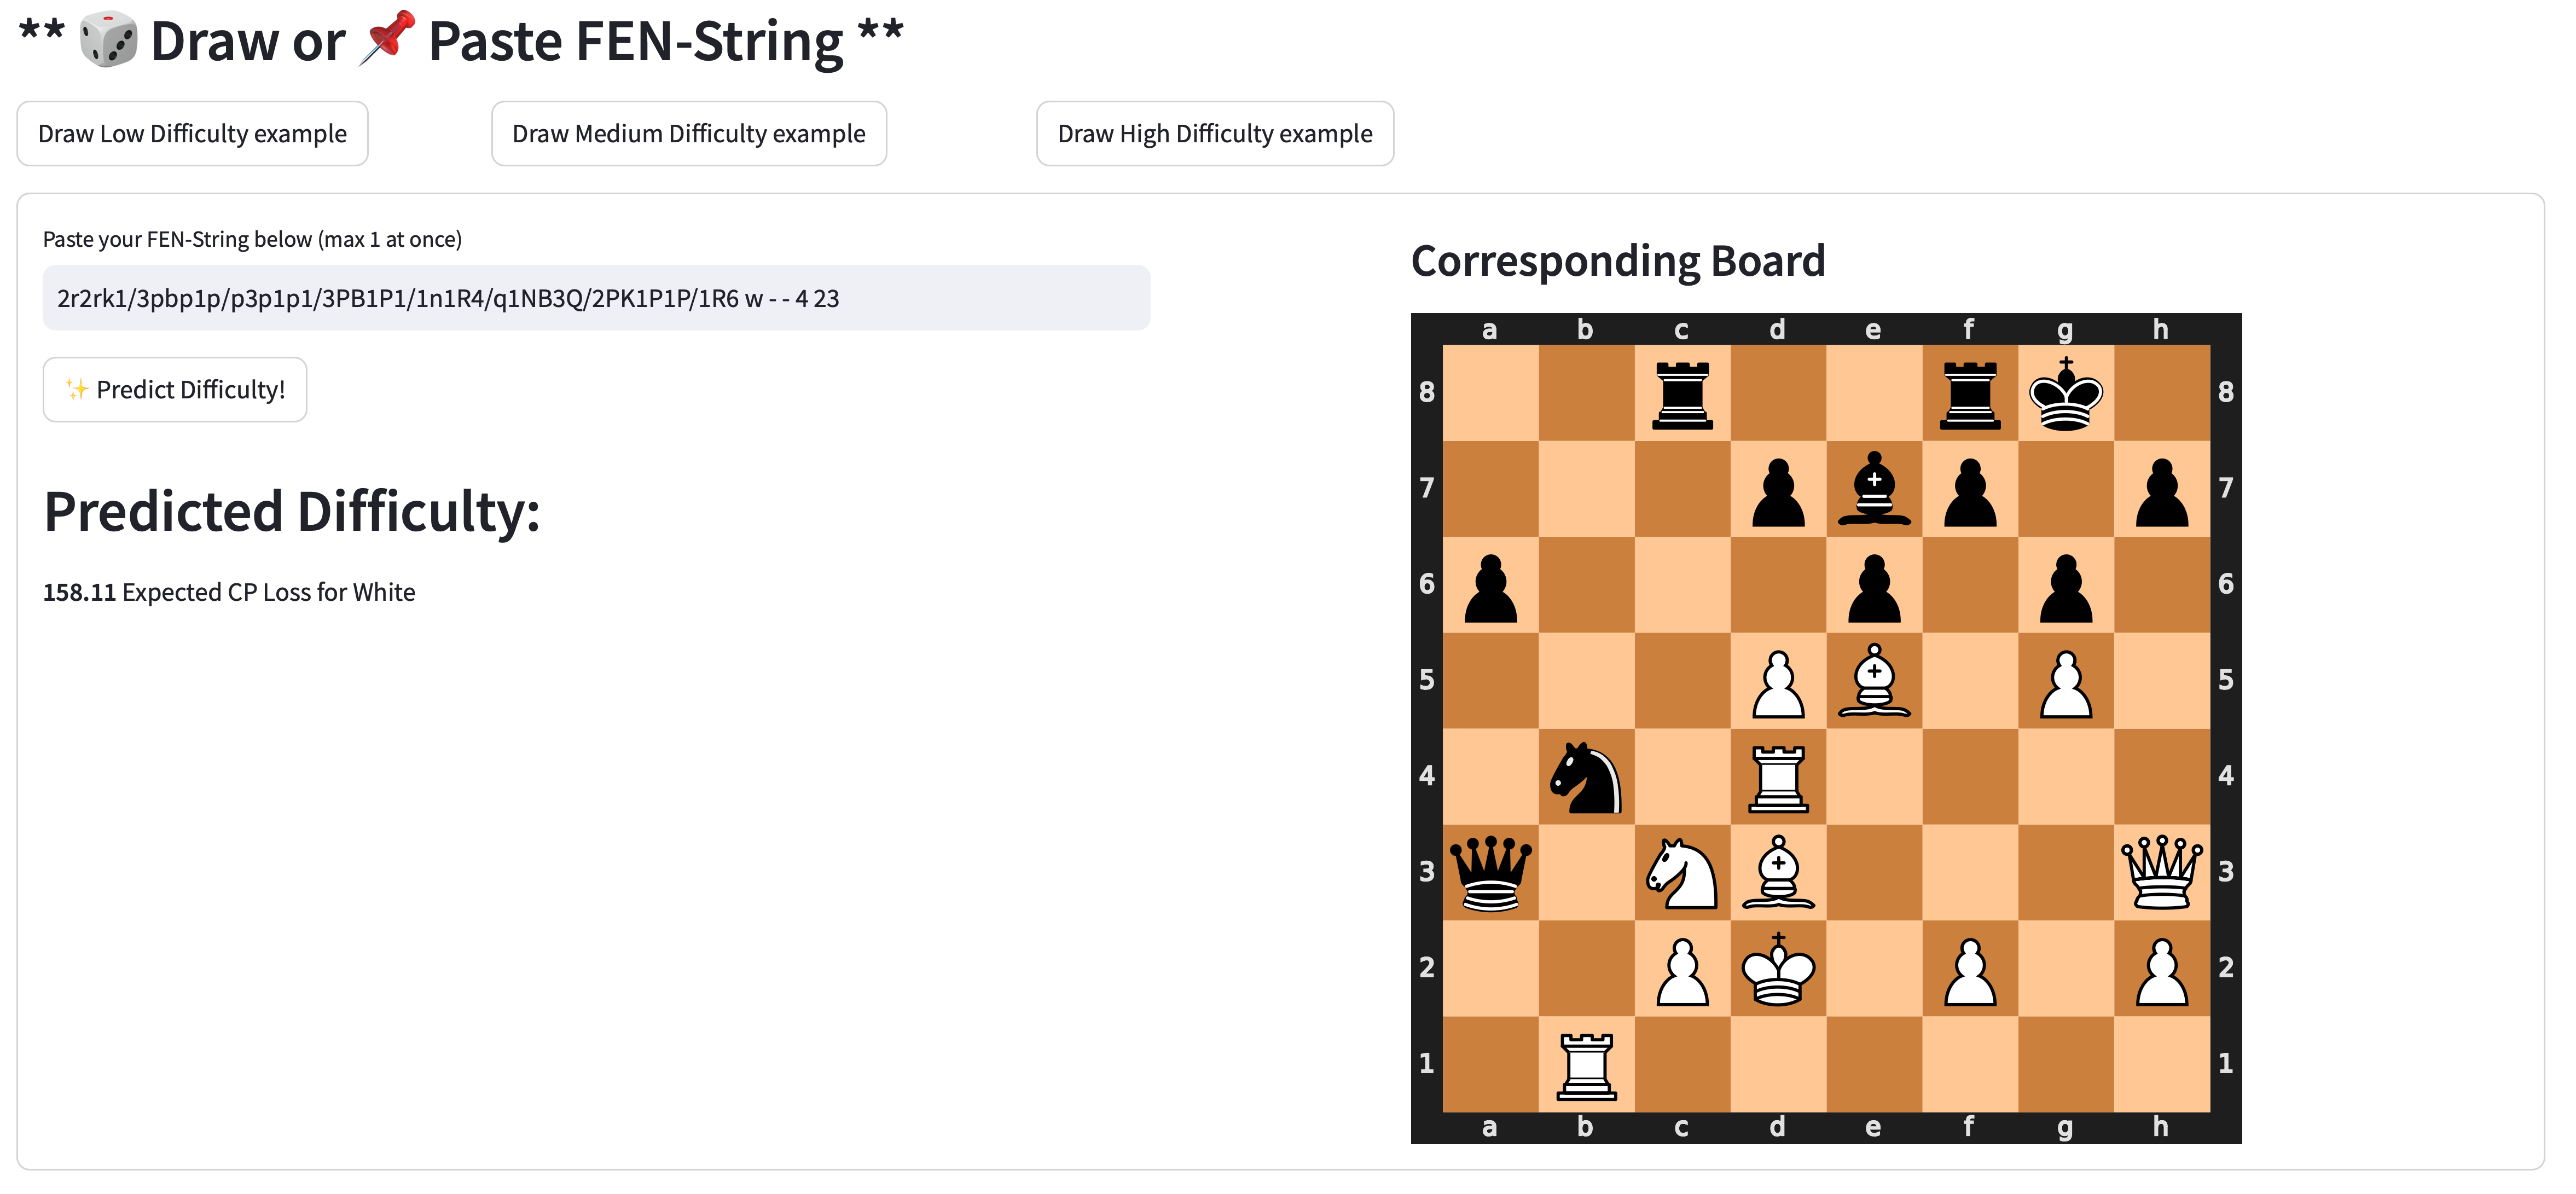 ** 🎲 Draw or 📌 Paste FEN-String **
Draw Low Difficulty example
Draw Medium Difficulty example
Draw High Difficulty example
Paste your FEN-String below (max 1 at once)
2r2rk1/3pbp1p/p3p1p1/3PB1P1/1n1R4/q1NB3Q/2PK1P1P/1R6 w - - 4 23
✨ Predict Difficulty!
Predicted Difficulty:
158.11 Expected CP Loss for White
Corresponding Board
a b c d e f g h
8 8
7 7
6 6
5 5
4 4
3 3
2 2
1 1
a b c d e f g h